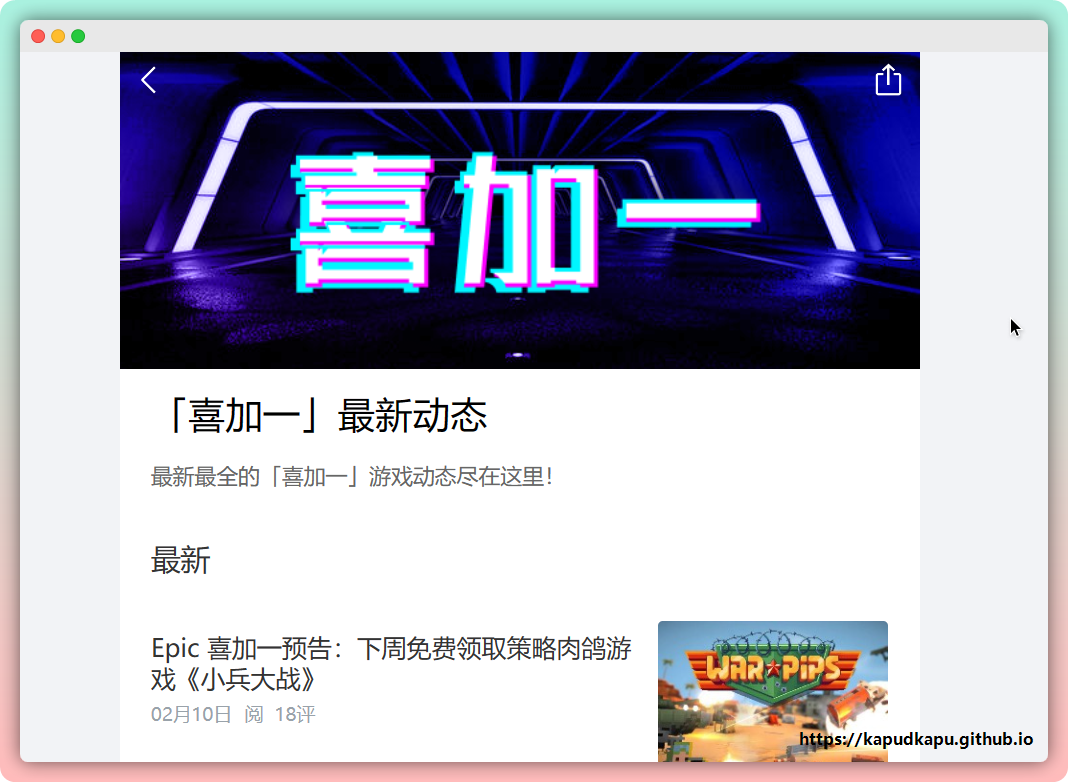 喜加一
「喜加一」最新动态
最新最全的「喜加一」游戏动态尽在这里！
最新
Epic 喜加一预告：下周免费领取策略肉鸽游
戏《小兵大战》
02月10日 阅 18评
WAR★PIPS
https://kapudkapu.github.io